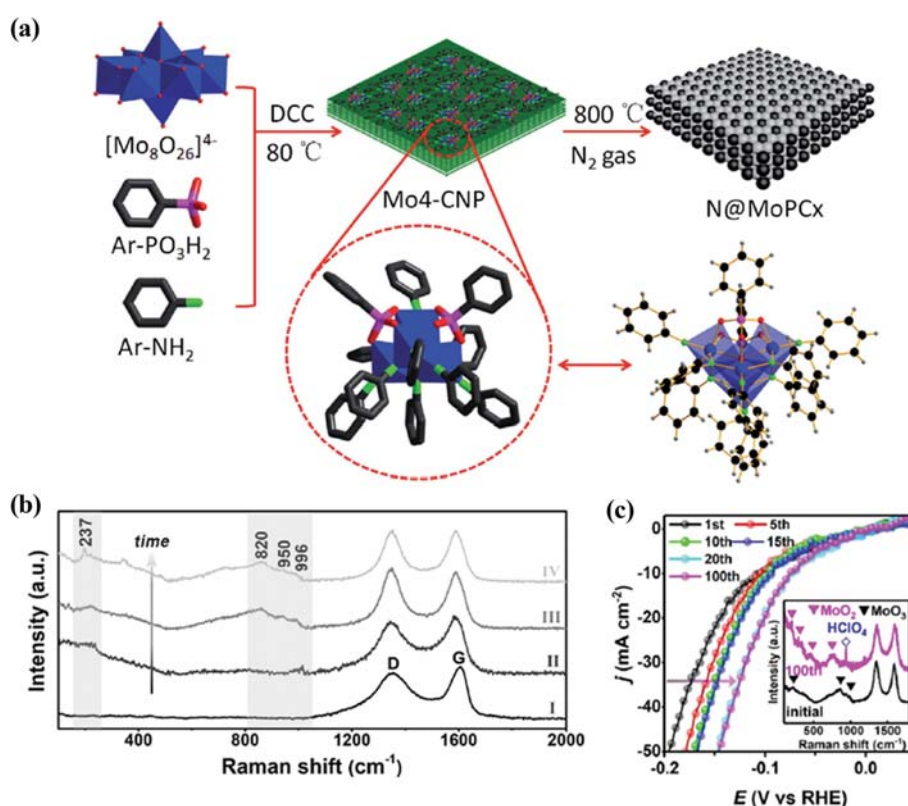 (a)
[Mo8O26]4-
Ar-PO3H2
Ar-NH2
DCC
80 ℃
Mo4-CNP
800 ℃
N2 gas
N@MoPCx
(b)
Intensity (a.u.)
237
time
820
950
996
IV
III
II
I
D
G
400
800
1200
1600
2000
Raman shift (cm-1)
(c)
j (mA cm-2)
0
-10
-20
-30
-40
-50
1st
5th
10th
15th
20th
100th
MoO2
MoO3
HClO4
100th
initial
Intensity (a.u.)
500
1000
1500
Raman shift (cm-1)
-0.2
-0.1
0.0
E (V vs RHE)